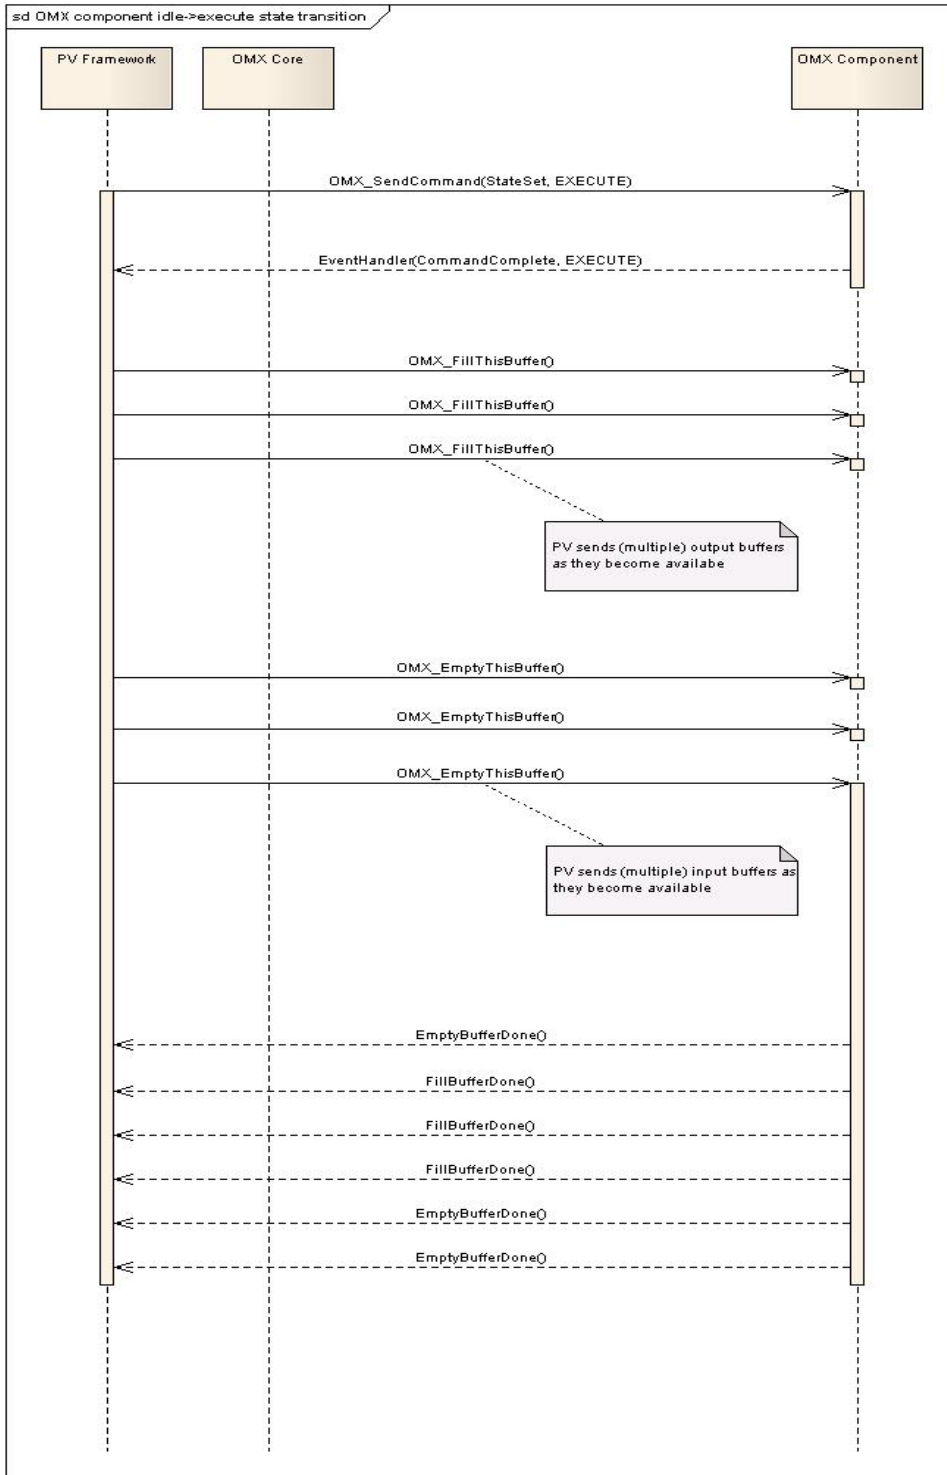 sd OMX component idle->execute state transition
PV Framework
OMX Core
OMX Component
OMX_SendCommand(StateSet, EXECUTE)
EventHandler(CommandComplete, EXECUTE)
OMX_FillThisBuffer()
OMX_FillThisBuffer()
OMX_FillThisBuffer()
PV sends (multiple) output buffers
as they become availabe
OMX_EmptyThisBuffer()
OMX_EmptyThisBuffer()
OMX_EmptyThisBuffer()
PV sends (multiple) input buffers as
they become available
EmptyBufferDone()
FillBufferDone()
FillBufferDone()
FillBufferDone()
EmptyBufferDone()
EmptyBufferDone()